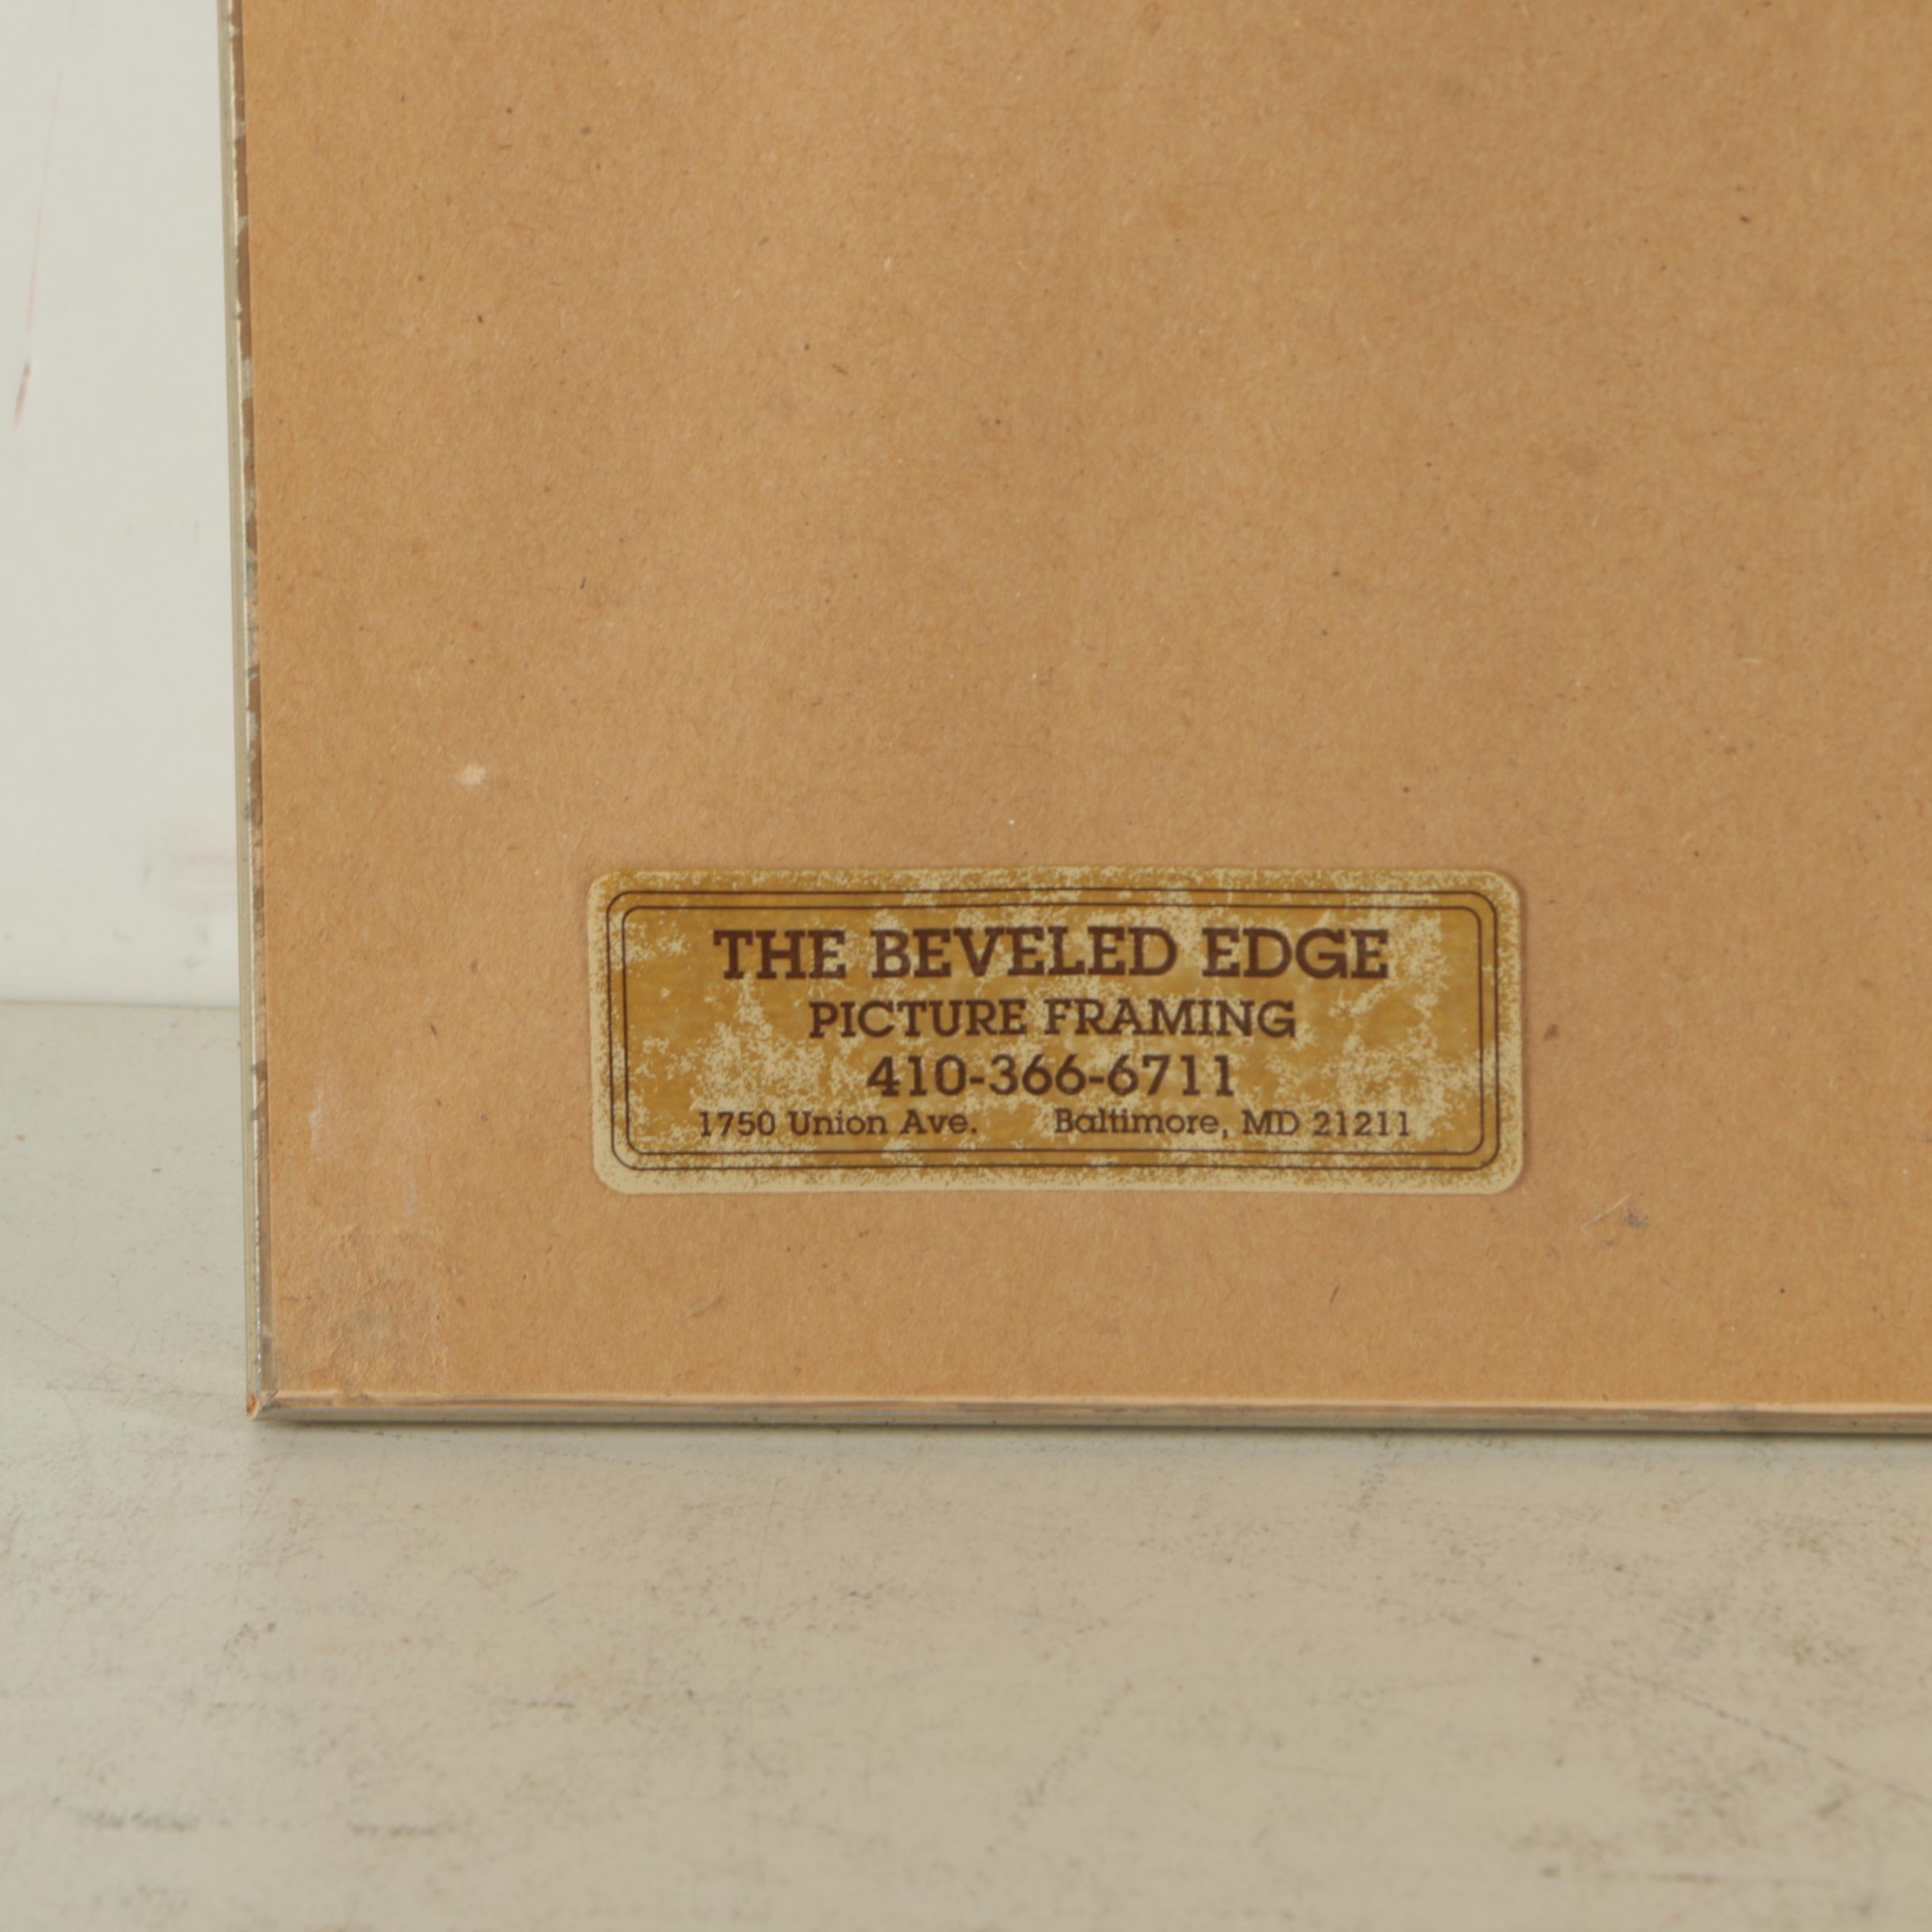 THE BEVELED EDGE
PICTURE FRAMING
410-366-6711
1750 Union Ave. Baltimore, MD 21211